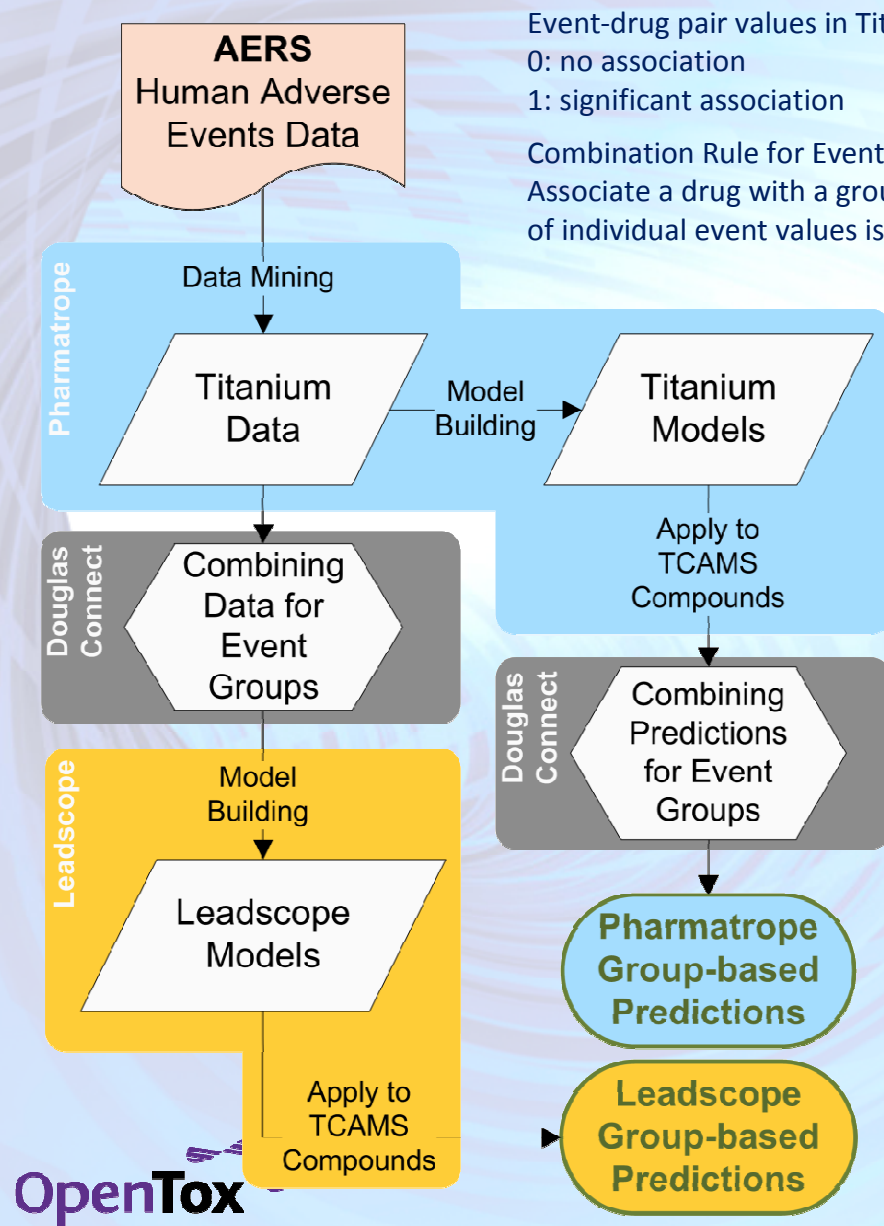 AERS
Human Adverse
Events Data
Event-drug pair values in
0: no association
1: significant association
Combination Rule for Event
Associate a drug with a
of individual event values is
Pharmatrope
Data Mining
Titanium
Data
Model
Building
Titanium
Models
Apply to
TCAMS
Compounds
Douglas
Connect
Combining
Data for
Event
Groups
Douglas
Connect
Combining
Predictions
for Event
Groups
Leadscope
Model
Building
Leadscope
Models
Apply to
TCAMS
Compounds
Pharmatrope
Group-based
Predictions
Leadscope
Group-based
Predictions
OpenTox